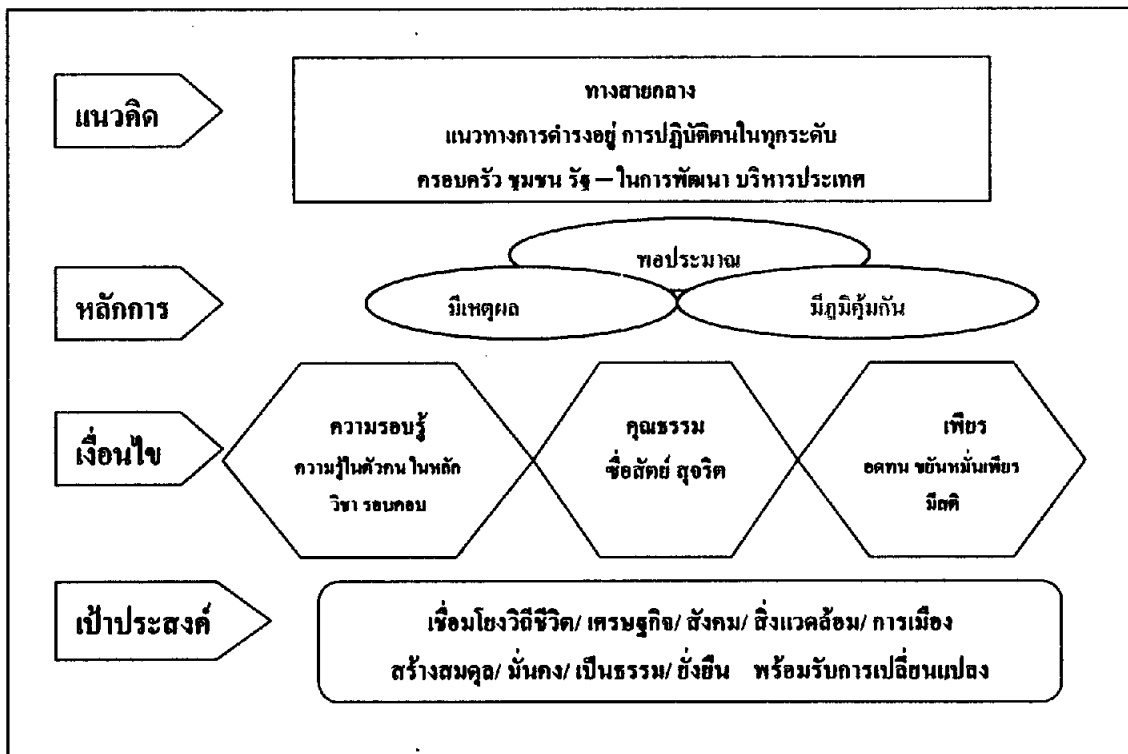 แนวคิด
ทางสายกลาง
แนวทางการดำรงอยู่ การปฏิบัติตนในทุกระดับ
ครอบครัว ชุมชน รัฐ – ในการพัฒนา บริหารประเทศ
หลักการ
พอประมาณ
มีเหตุผล
มีภูมิคุ้มกัน
เงื่อนไข
ความรอบรู้
ความรู้ในตัวคน ในหลัก
วิชา รอบคอบ
คุณธรรม
ซื่อสัตย์ สุจริต
เพียร
อดทน ขยันหมั่นเพียร
มีสติ
เป้าประสงค์
เชื่อมโยงวิถีชีวิต/ เศรษฐกิจ/ สังคม/ สิ่งแวดล้อม/ การเมือง
สร้างสมดุล/ มั่นคง/ เป็นธรรม/ ยั่งยืน พร้อมรับการเปลี่ยนแปลง